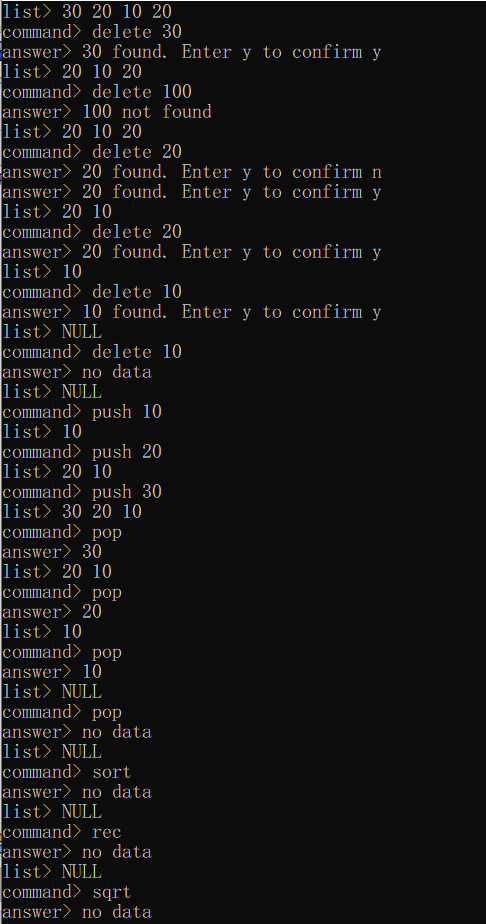 list> 30 20 10 20
command> delete 30
answer> 30 found. Enter y to confirm y
list> 20 10 20
command> delete 100
answer> 100 not found
list> 20 10 20
command> delete 20
answer> 20 found. Enter y to confirm n
answer> 20 found. Enter y to confirm y
list> 20 10
command> delete 20
answer> 20 found. Enter y to confirm y
list> 10
command> delete 10
answer> 10 found. Enter y to confirm y
list> NULL
command> delete 10
answer> no data
list> NULL
command> push 10
list> 10
command> push 20
list> 20 10
command> push 30
list> 30 20 10
command> pop
answer> 30
list> 20 10
command> pop
answer> 20
list> 10
command> pop
answer> 10
list> NULL
command> pop
answer> no data
list> NULL
command> sort
answer> no data
list> NULL
command> rec
answer> no data
list> NULL
command> sqrt
answer> no data